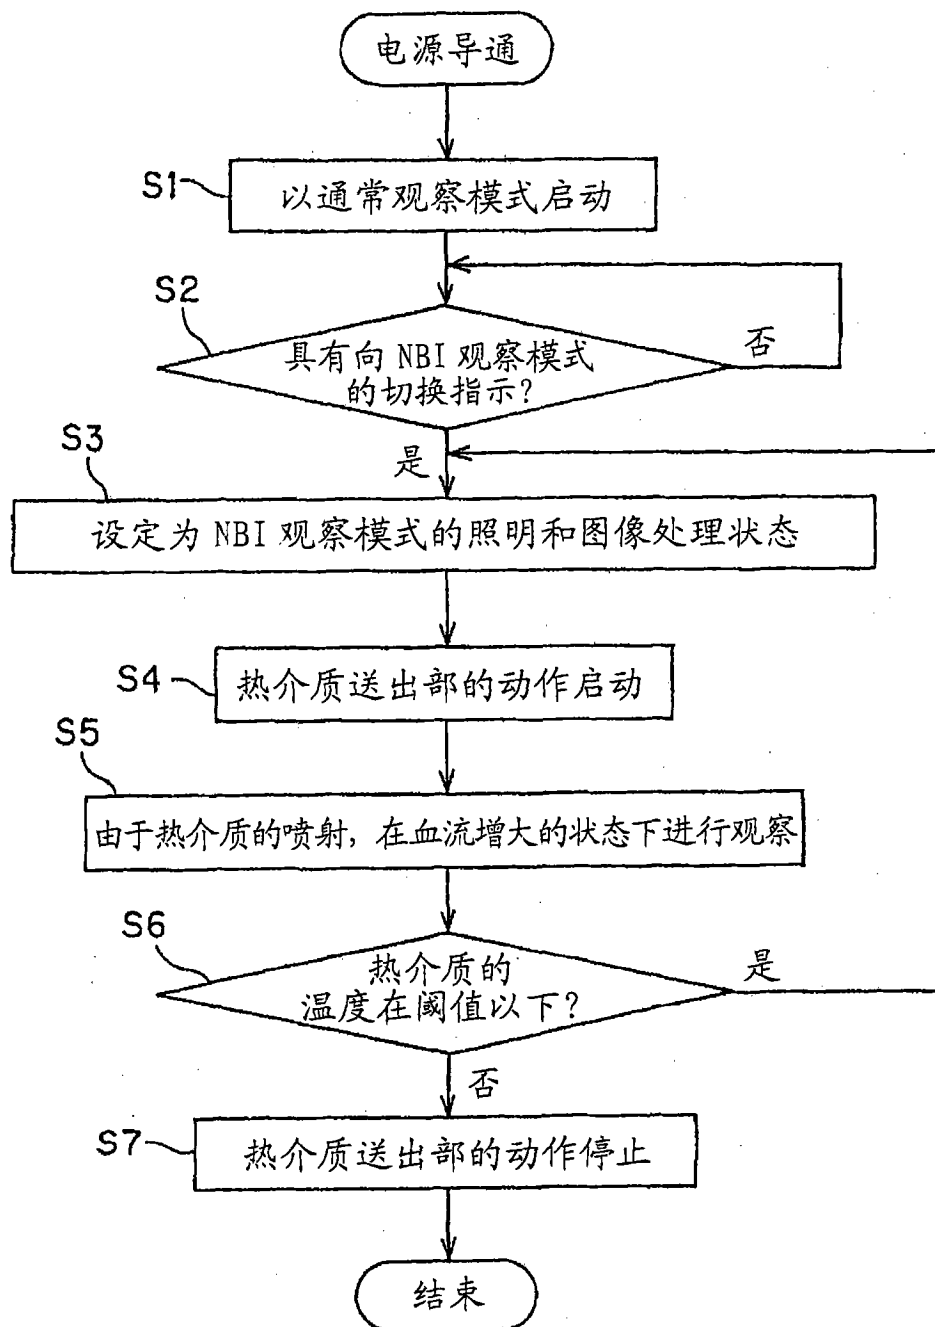 电源导通
S1
以通常观察模式启动
S2
具有向 NBI 观察模式
的切换指示?
否
是
S3
设定为 NBI 观察模式的照明和图像处理状态
S4
热介质送出部的动作启动
S5
由于热介质的喷射, 在血流增大的状态下进行观察
S6
热介质的
温度在阈值以下?
是
否
S7
热介质送出部的动作停止
结束